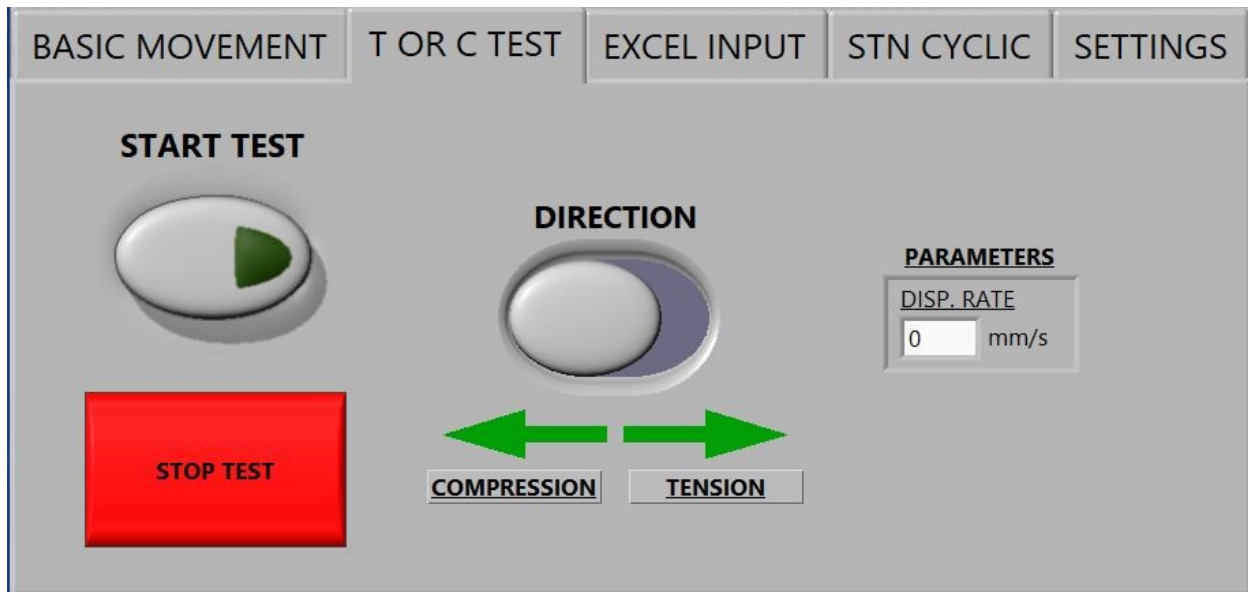 BASIC MOVEMENT
T OR C TEST
EXCEL INPUT
STN CYCLIC
SETTINGS
START TEST
DIRECTION
PARAMETERS
DISP. RATE
0 mm/s
STOP TEST
COMPRESSION
TENSION